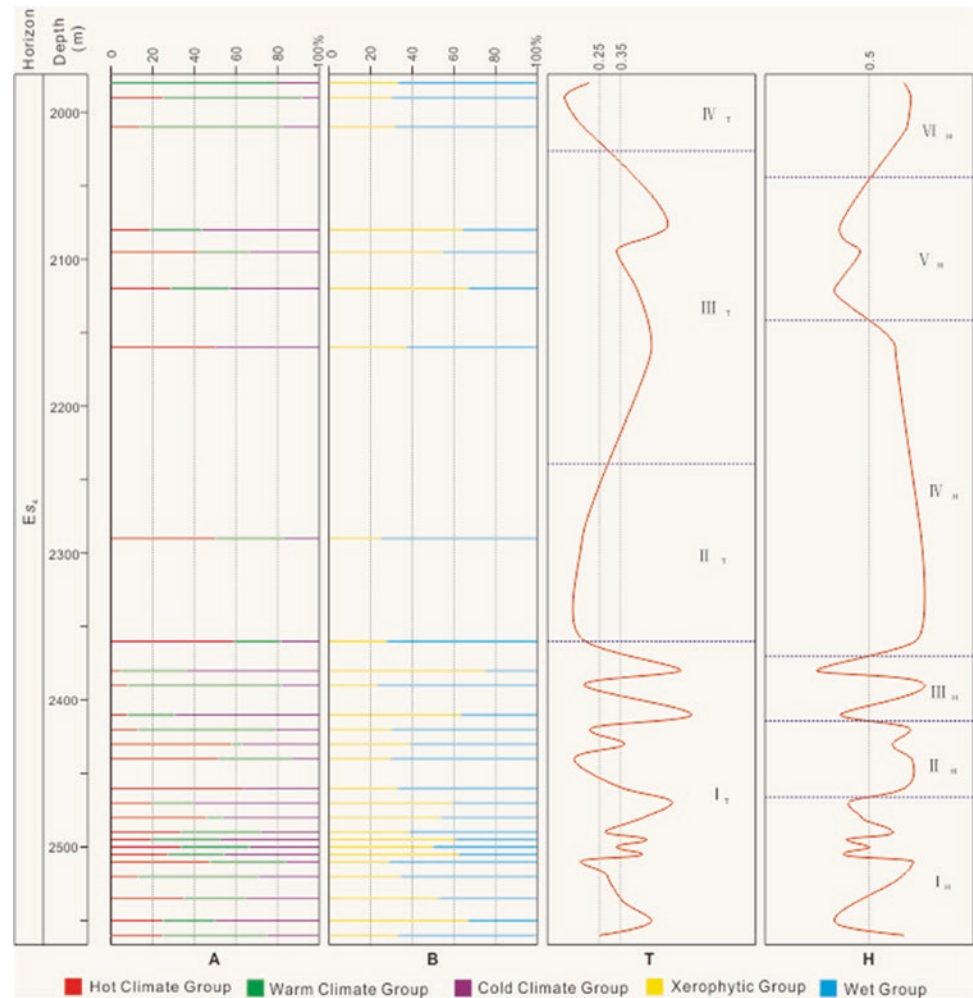 Horizon
Depth
(m)
0 20 40 60 80 100%
0 20 40 60 80 100%
0.25 0.35
0.5
2000
2100
2200
2300
2400
2500
Es₄
IV T
III T
II T
I T
VI H
V H
IV H
III H
II H
I H
A B T H
Hot Climate Group Warm Climate Group Cold Climate Group Xerophytic Group Wet Group